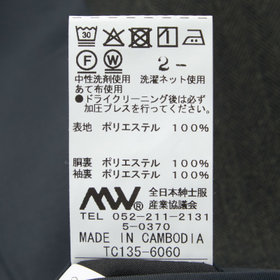 30
F W 2-
中性洗剤使用 洗濯ネット使用
あて布使用
●ドライクリーニング後は必ず
加圧プレスを行ってください。
表地 ポリエステル 100%
胴裏 ポリエステル 100%
袖裏 ポリエステル 100%
MW® 全日本紳士服
産業協議会
TEL 052-211-2131
5-0370
MADE IN CAMBODIA
TC135-6060